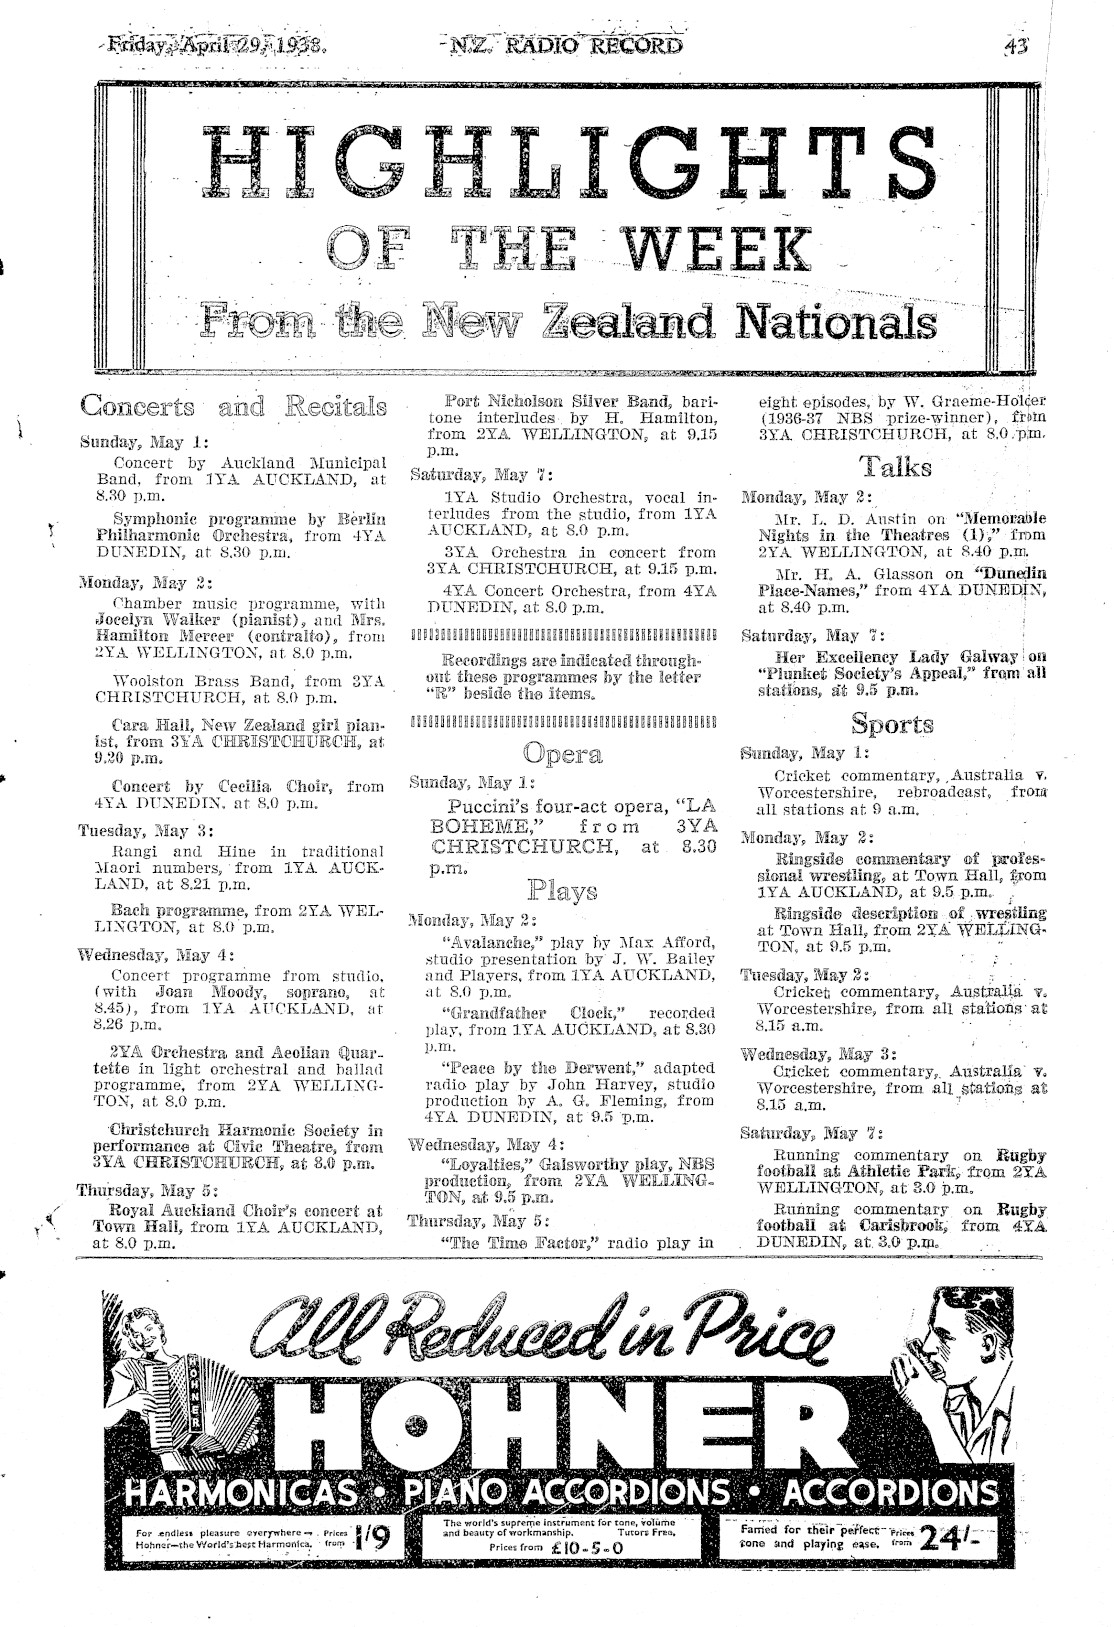 Friday, April 29, 1938.
N.Z. RADIO RECORD
43
HIGHLIGHTS
OF THE WEEK
From the New Zealand Nationals
Concerts and Recitals
Sunday, May 1:
Concert by Auckland Municipal
Band, from 1YA AUCKLAND, at
8.30 p.m.
Symphonic programme by Berlin
Philharmonic Orchestra, from 4YA
DUNEDIN, at 8.30 p.m.
Monday, May 2:
Chamber music programme, with
Jocelyn Walker (pianist), and Mrs.
Hamilton Mercer (contralto), from
2YA WELLINGTON, at 8.0 p.m.
Woolston Brass Band, from 3YA
CHRISTCHURCH, at 8.0 p.m.
Cara Hall, New Zealand girl pian-
ist, from 3YA CHRISTCHURCH, at
9.20 p.m.
Concert by Cecilia Choir, from
4YA DUNEDIN, at 8.0 p.m.
Tuesday, May 3:
Rangi and Hine in traditional
Maori numbers, from 1YA AUCK-
LAND, at 8.21 p.m.
Bach programme, from 2YA WEL-
LINGTON, at 8.0 p.m.
Wednesday, May 4:
Concert programme from studio,
(with Joan Moody, soprano, at
8.45), from 1YA AUCKLAND, at
8.26 p.m.
2YA Orchestra and Aeolian Quar-
tette in light orchestral and ballad
programme, from 2YA WELLING-
TON, at 8.0 p.m.
Christchurch Harmonic Society in
performance at Civic Theatre, from
3YA CHRISTCHURCH, at 8.0 p.m.
Thursday, May 5:
Royal Auckland Choir's concert at
Town Hall, from 1YA AUCKLAND,
at 8.0 p.m.
Port Nicholson Silver Band, bari-
tone interludes by H. Hamilton,
from 2YA WELLINGTON, at 9.15
p.m.
Saturday, May 7:
1YA Studio Orchestra, vocal in-
terludes from the studio, from 1YA
AUCKLAND, at 8.0 p.m.
3YA Orchestra in concert from
3YA CHRISTCHURCH, at 9.15 p.m.
4YA Concert Orchestra, from 4YA
DUNEDIN, at 8.0 p.m.
Recordings are indicated through-
out these programmes by the letter
"R" beside the items.
Opera
Sunday, May 1:
Puccini's four-act opera, "LA
BOHEME," from 3YA
CHRISTCHURCH, at 8.30
p.m.
Plays
Monday, May 2:
"Avalanche," play by Max Afford,
studio presentation by J. W. Bailey
and Players, from 1YA AUCKLAND,
at 8.0 p.m.
"Grandfather Clock," recorded
play, from 1YA AUCKLAND, at 8.30
p.m.
"Peace by the Derwent," adapted
radio play by John Harvey, studio
production by A. G. Fleming, from
4YA DUNEDIN, at 9.5 p.m.
Wednesday, May 4:
"Loyalties," Galsworthy play, NBS
production, from 2YA WELLING-
TON, at 9.5 p.m.
Thursday, May 5:
"The Time Factor," radio play in
eight episodes, by W. Graeme-Holder
(1936-37 NBS prize-winner), from
3YA CHRISTCHURCH, at 8.0 p.m.
Talks
Monday, May 2:
Mr. L. D. Austin on "Memorable
Nights in the Theatres (1)," from
2YA WELLINGTON, at 8.40 p.m.
Mr. H. A. Glasson on "Dunedin
Place-Names," from 4YA DUNEDIN,
at 8.40 p.m.
Saturday, May 7:
Her Excellency Lady Galway on
"Plunket Society's Appeal," from all
stations, at 9.5 p.m.
Sports
Sunday, May 1:
Cricket commentary, Australia v.
Worcestershire, rebroadcast, from
all stations at 9 a.m.
Monday, May 2:
Ringside commentary of profes-
sional wrestling, at Town Hall, from
1YA AUCKLAND, at 9.5 p.m.
Ringside description of wrestling
at Town Hall, from 2YA WELLING-
TON, at 9.5 p.m.
Tuesday, May 2:
Cricket commentary, Australia v.
Worcestershire, from all stations at
8.15 a.m.
Wednesday, May 3:
Cricket commentary, Australia v.
Worcestershire, from all stations at
8.15 a.m.
Saturday, May 7:
Running commentary on Rugby
football at Athletic Park, from 2YA
WELLINGTON, at 3.0 p.m.
Running commentary on Rugby
football at Carisbrook, from 4YA
DUNEDIN, at 3.0 p.m.
All Reduced in Price
HOHNER
HOHNER
HARMONICAS • PIANO ACCORDIONS • ACCORDIONS
For endless pleasure everywhere—
Hohner—the World's best Harmonica.
Prices from 1/9
The world's supreme instrument for tone, volume
and beauty of workmanship. Tutors Free.
Prices from £10-5-0
Famed for their perfect
tone and playing ease.
Prices from 24/-